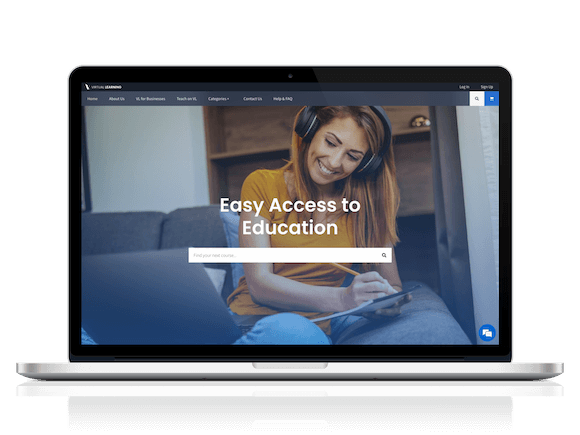 VIRTUAL LEARNING
Log In
Sign Up
Home
About Us
VL for Businesses
Teach on VL
Categories
Contact Us
Help & FAQ
Easy Access to
Education
Find your next course...